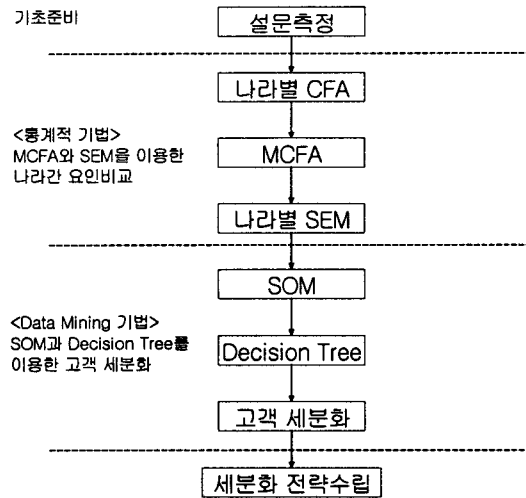 기초준비
설문측정
나라별 CFA
<통계적 기법>
MCFA와 SEM을 이용한
나라간 요인비교
MCFA
나라별 SEM
SOM
<Data Mining 기법>
SOM과 Decision Tree를
이용한 고객 세분화
Decision Tree
고객 세분화
세분화 전략수립